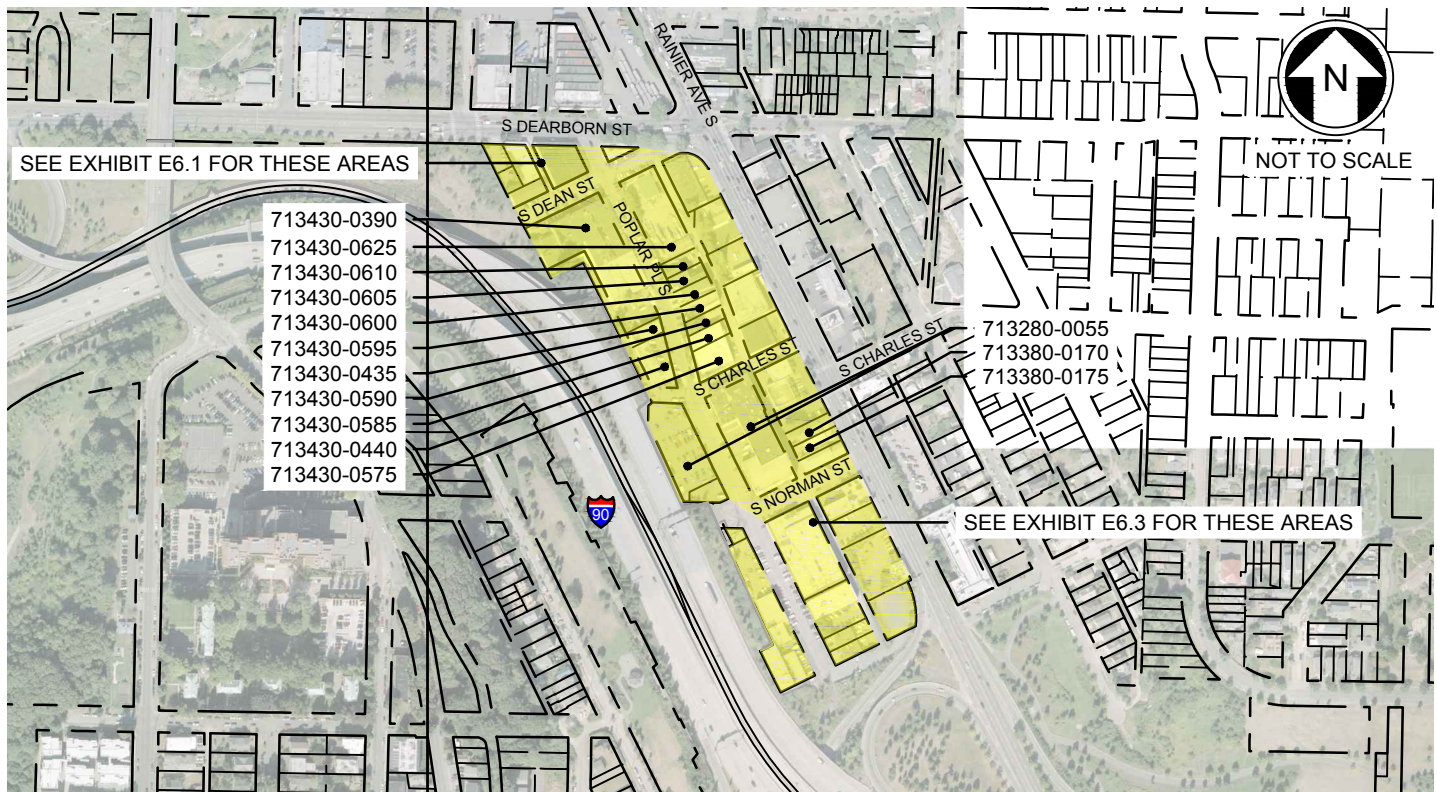 RAINIER AVE S
N
S DEARBORN ST
NOT TO SCALE
SEE EXHIBIT E6.1 FOR THESE AREAS
S DEAN ST
POPLAR PL S
713430-0390
713430-0625
713430-0610
713430-0605
713430-0600
713430-0595
713430-0435
713430-0590
713430-0585
713430-0440
713430-0575
S CHARLES ST
S CHARLES ST
713280-0055
713380-0170
713380-0175
S NORMAN ST
90
SEE EXHIBIT E6.3 FOR THESE AREAS